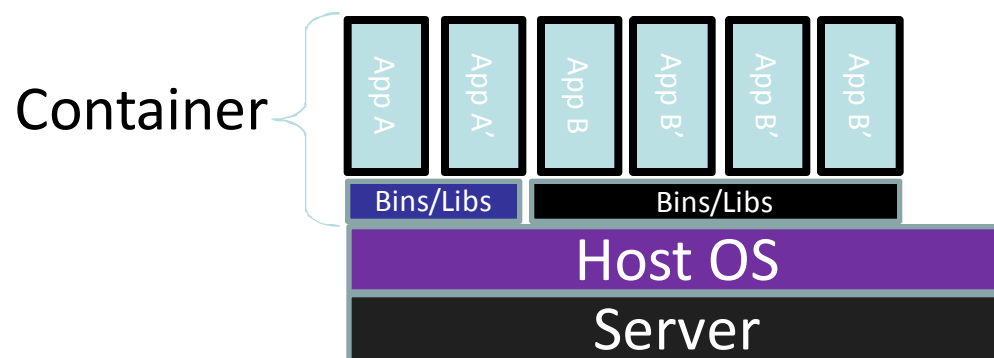 Container
App A
App A’
App B
App B’
App B’
App B’
Bins/Libs
Bins/Libs
Host OS
Server